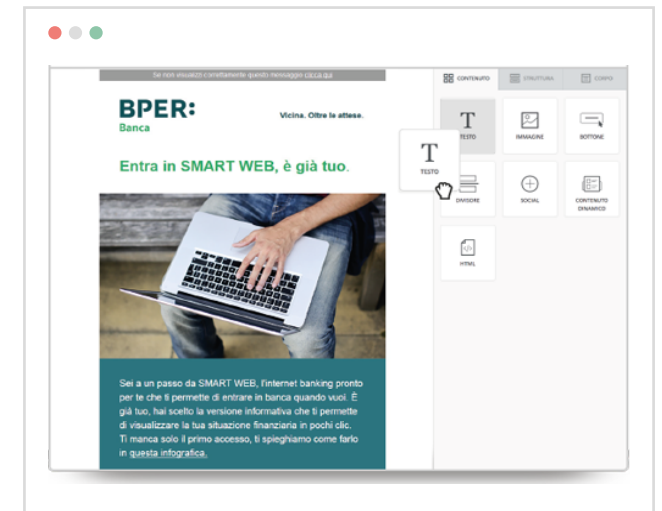 Se non visualizzi correttamente questo messaggio clicca qui
BPER:
Banca
Vicina. Oltre le attese.
Entra in SMART WEB, è già tuo.
Sei a un passo da SMART WEB, l'internet banking pronto
per te che ti permette di entrare in banca quando vuoi. È
già tuo, hai scelto la versione informativa che ti permette
di visualizzare la tua situazione finanziaria in pochi clic.
Ti manca solo il primo accesso, ti spieghiamo come farlo
in questa infografica.
CONTENUTO
STRUTTURA
CORPO
T
TESTO
IMMAGINE
BOTTONE
T
TESTO
DIVISORE
SOCIAL
CONTENUTO
DINAMICO
HTML